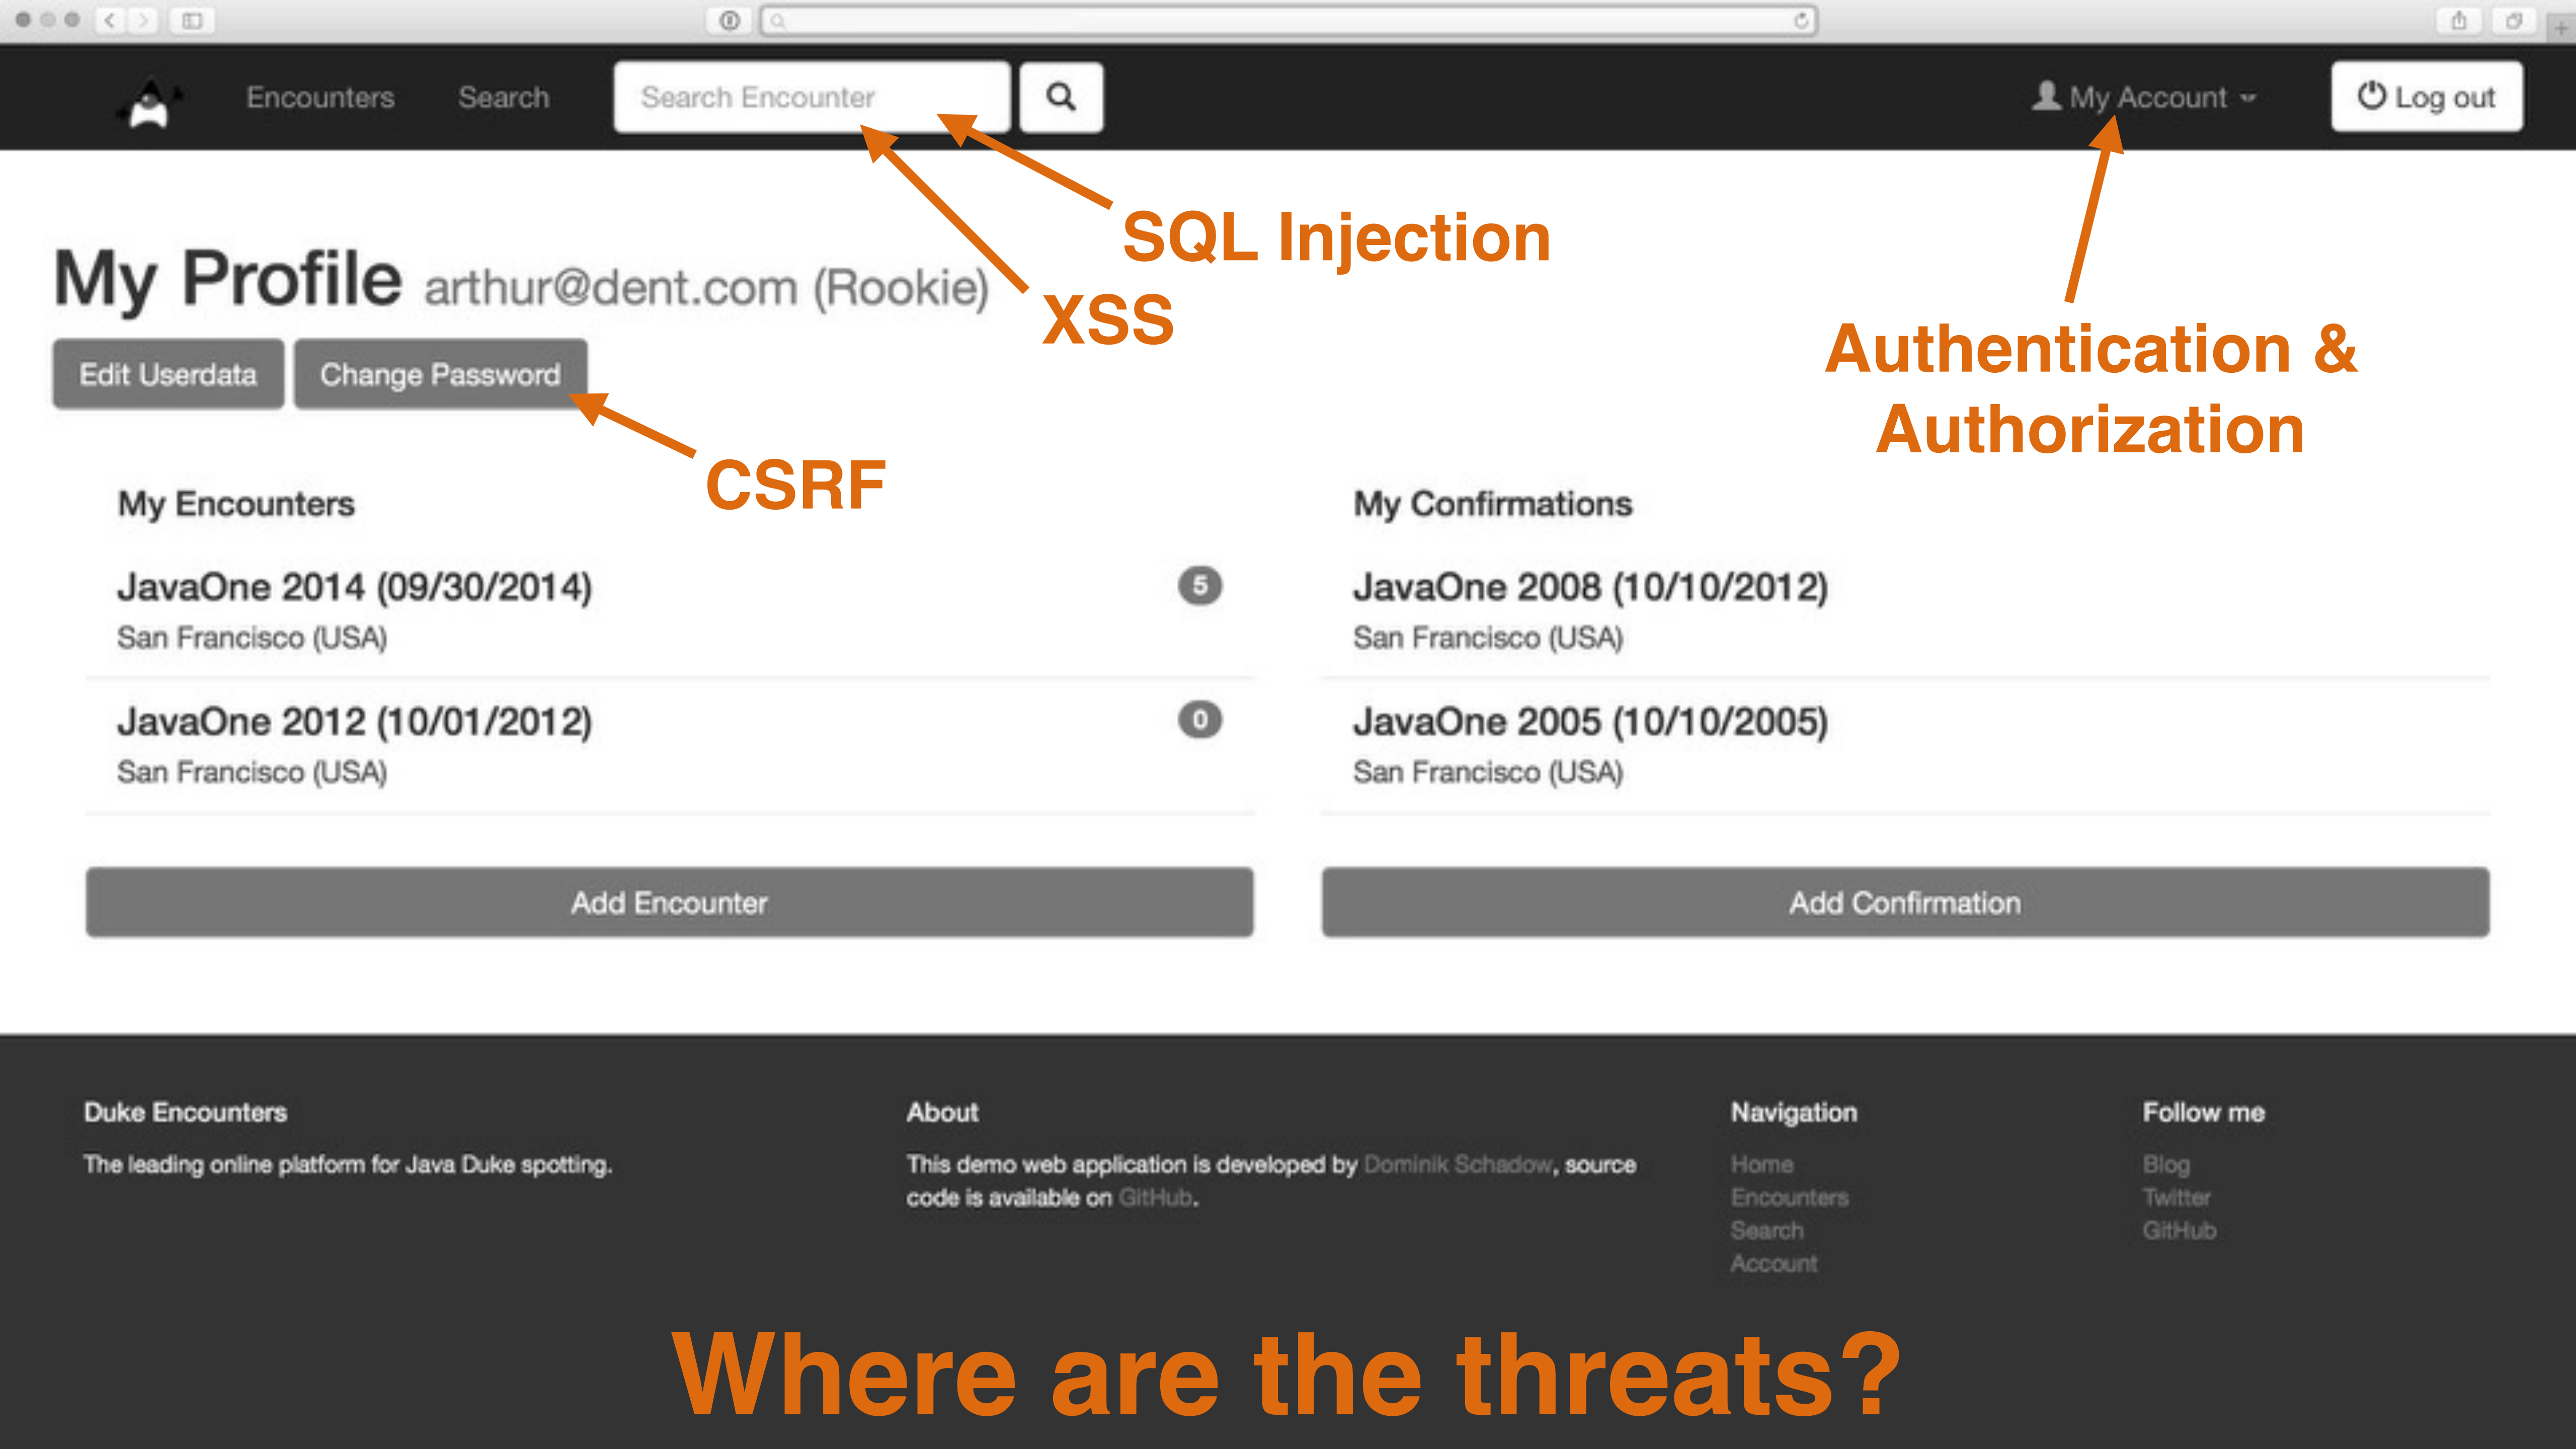 Encounters Search Search Encounter My Account Log out
SQL Injection
My Profile arthur@dent.com (Rookie)
XSS
Edit Userdata Change Password
Authentication &
Authorization
CSRF
My Encounters
JavaOne 2014 (09/30/2014) 5
San Francisco (USA)
JavaOne 2012 (10/01/2012) 0
San Francisco (USA)
Add Encounter
My Confirmations
JavaOne 2008 (10/10/2012)
San Francisco (USA)
JavaOne 2005 (10/10/2005)
San Francisco (USA)
Add Confirmation
Duke Encounters
The leading online platform for Java Duke spotting.
About
This demo web application is developed by Dominik Schadow, source
code is available on GitHub.
Navigation
Home
Encounters
Search
Account
Follow me
Blog
Twitter
GitHub
Where are the threats?